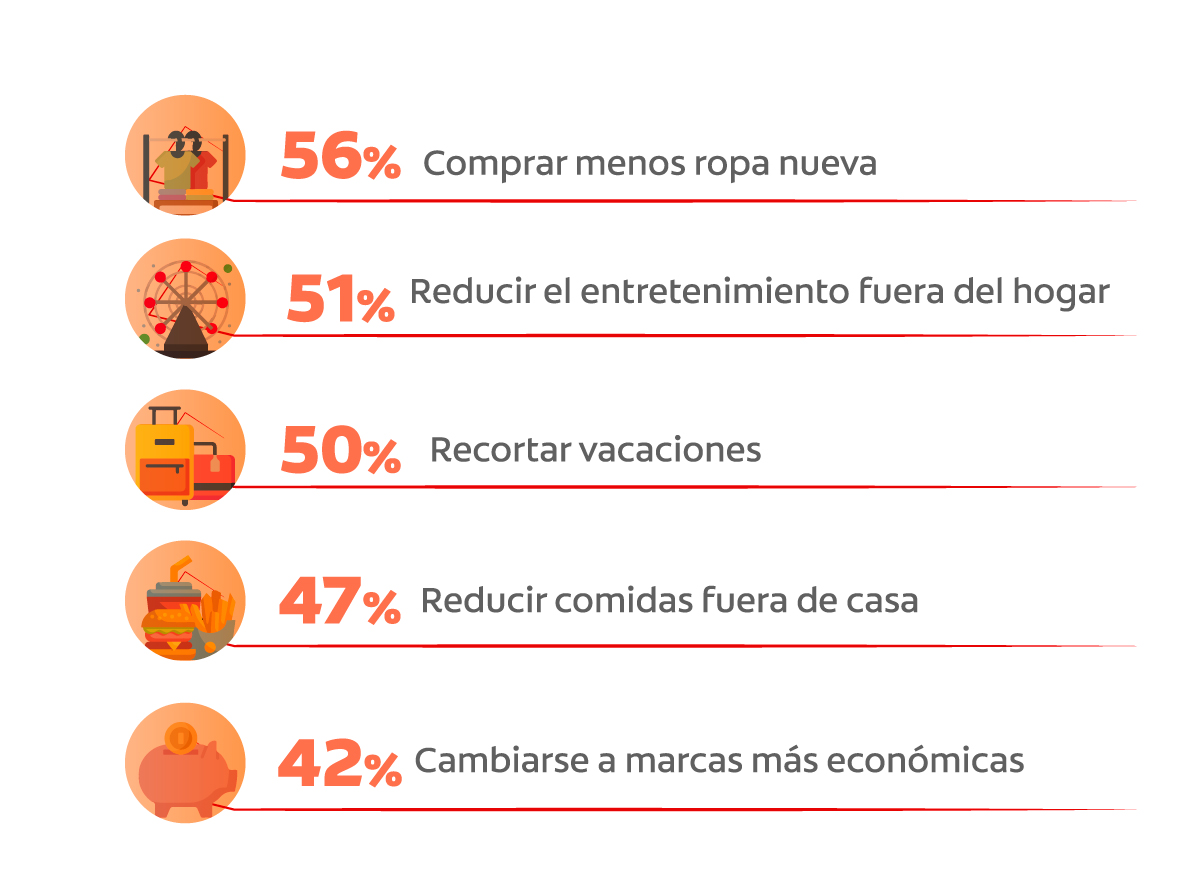 56% Comprar menos ropa nueva
51% Reducir el entretenimiento fuera del hogar
50% Recortar vacaciones
47% Reducir comidas fuera de casa
42% Cambiarse a marcas más económicas